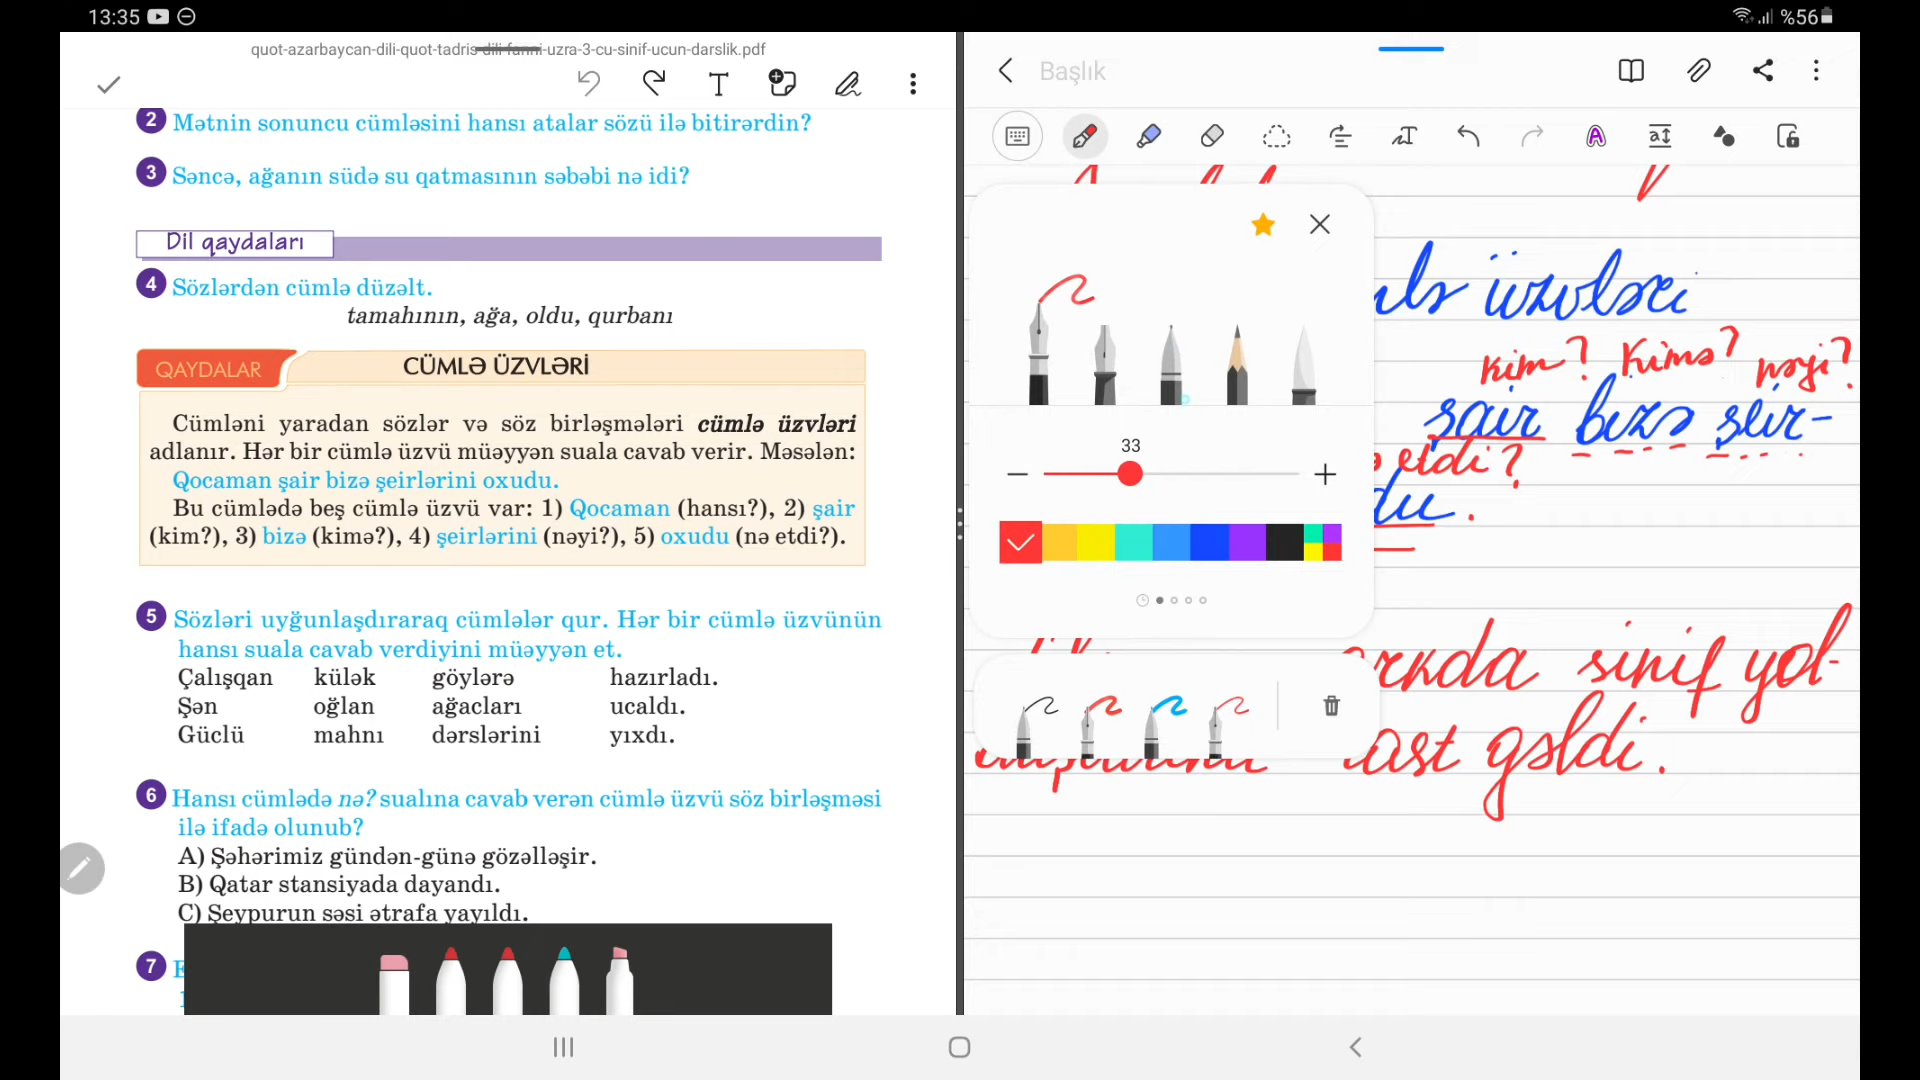 13:35
%56
quot-azarbaycan-dili-quot-tadris-dili-fanni-uzra-3-cu-sinif-ucun-darslik.pdf
2 Mətnin sonuncu cümləsini hansı atalar sözü ilə bitirərdin?
3 Səncə, ağanın südə su qatmasının səbəbi nə idi?
Dil qaydaları
4 Sözlərdən cümlə düzəlt.
tamahının, ağa, oldu, qurbanı
QAYDALAR CÜMLƏ ÜZVLƏRİ
Cümləni yaradan sözlər və söz birləşmələri cümlə üzvləri
adlanır. Hər bir cümlə üzvü müəyyən suala cavab verir. Məsələn:
Qocaman şair bizə şeirlərini oxudu.
Bu cümlədə beş cümlə üzvü var: 1) Qocaman (hansı?), 2) şair
(kim?), 3) bizə (kimə?), 4) şeirlərini (nəyi?), 5) oxudu (nə etdi?).
5 Sözləri uyğunlaşdıraraq cümlələr qur. Hər bir cümlə üzvünün
hansı suala cavab verdiyini müəyyən et.
Çalışqan külək göylərə hazırladı.
Şən oğlan ağacları ucaldı.
Güclü mahnı dərslərini yıxdı.
6 Hansı cümlədə nə? sualına cavab verən cümlə üzvü söz birləşməsi
ilə ifadə olunub?
A) Şəhərimiz gündən-günə gözəlləşir.
B) Qatar stansiyada dayandı.
C) Şeypurun səsi ətrafa yayıldı.
7
Başlık
33
üzvləri
kim? kimə? nəyi?
şair bizə şeir-
etdi?
du.
arkda sinif yol-
rast gəldi.